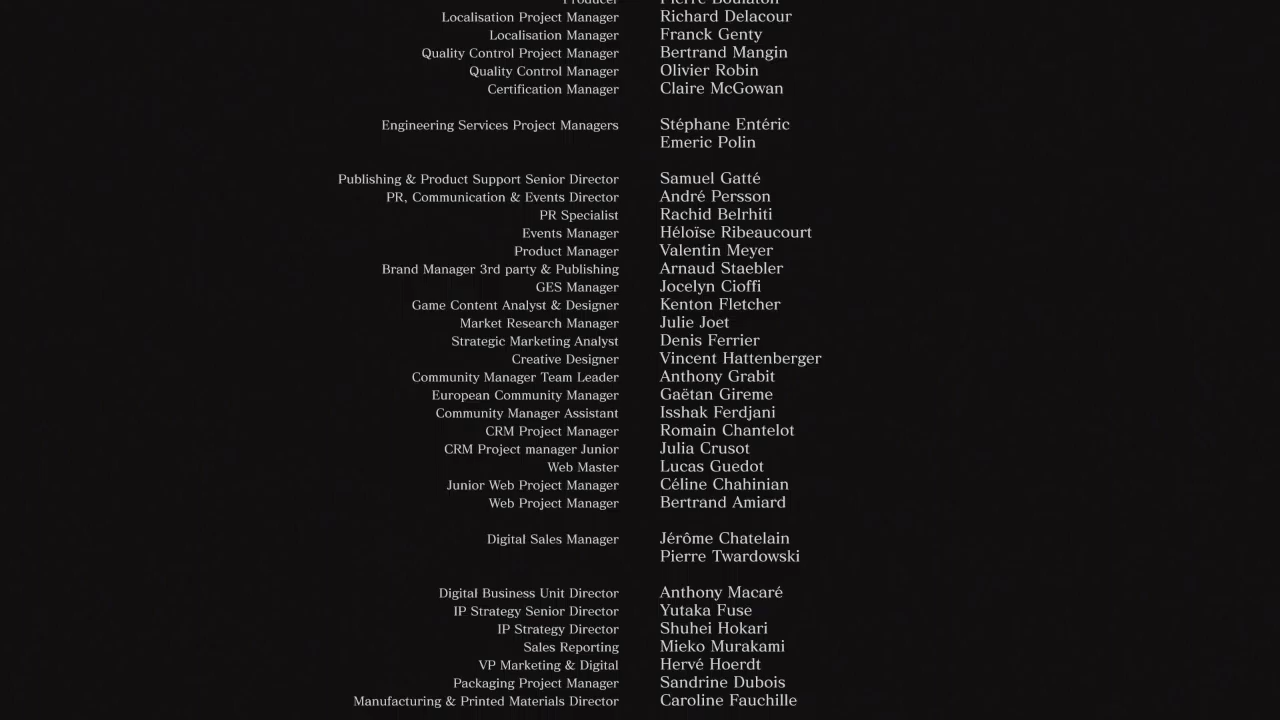 Producer Pierre Boulaton
Localisation Project Manager Richard Delacour
Localisation Manager Franck Genty
Quality Control Project Manager Bertrand Mangin
Quality Control Manager Olivier Robin
Certification Manager Claire McGowan
Engineering Services Project Managers Stéphane Entéric
Emeric Polin
Publishing & Product Support Senior Director Samuel Gatté
PR, Communication & Events Director André Persson
PR Specialist Rachid Belrhiti
Events Manager Héloïse Ribeaucourt
Product Manager Valentin Meyer
Brand Manager 3rd party & Publishing Arnaud Staebler
GES Manager Jocelyn Cioffi
Game Content Analyst & Designer Kenton Fletcher
Market Research Manager Julie Joet
Strategic Marketing Analyst Denis Ferrier
Creative Designer Vincent Hattenberger
Community Manager Team Leader Anthony Grabit
European Community Manager Gaëtan Gireme
Community Manager Assistant Isshak Ferdjani
CRM Project Manager Romain Chantelot
CRM Project manager Junior Julia Crusot
Web Master Lucas Guedot
Junior Web Project Manager Céline Chahinian
Web Project Manager Bertrand Amiard
Digital Sales Manager Jérôme Chatelain
Pierre Twardowski
Digital Business Unit Director Anthony Macaré
IP Strategy Senior Director Yutaka Fuse
IP Strategy Director Shuhei Hokari
Sales Reporting Mieko Murakami
VP Marketing & Digital Hervé Hoerdt
Packaging Project Manager Sandrine Dubois
Manufacturing & Printed Materials Director Caroline Fauchille